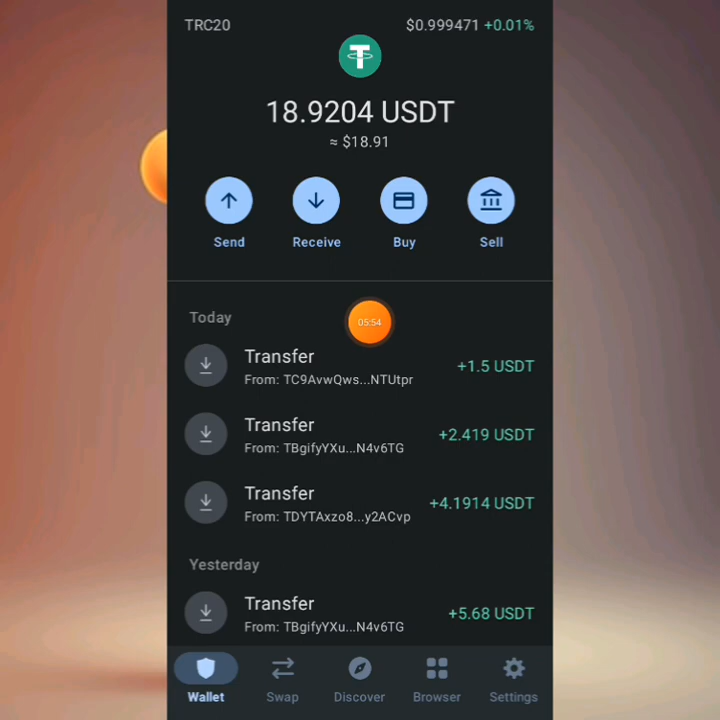 TRC20 $0.999471 +0.01%
18.9204 USDT
≈ $18.91
Send Receive Buy Sell
Today
05:54
Transfer
+1.5 USDT
From: TC9AvwQws...NTUtpr
Transfer
+2.419 USDT
From: TBgifyYXu...N4v6TG
Transfer
+4.1914 USDT
From: TDYTAxzo8...y2ACvp
Yesterday
Transfer
+5.68 USDT
From: TBgifyYXu...N4v6TG
Wallet Swap Discover Browser Settings